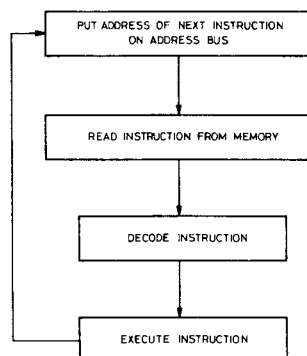 PUT ADDRESS OF NEXT INSTRUCTION
ON ADDRESS BUS
READ INSTRUCTION FROM MEMORY
DECODE INSTRUCTION
EXECUTE INSTRUCTION